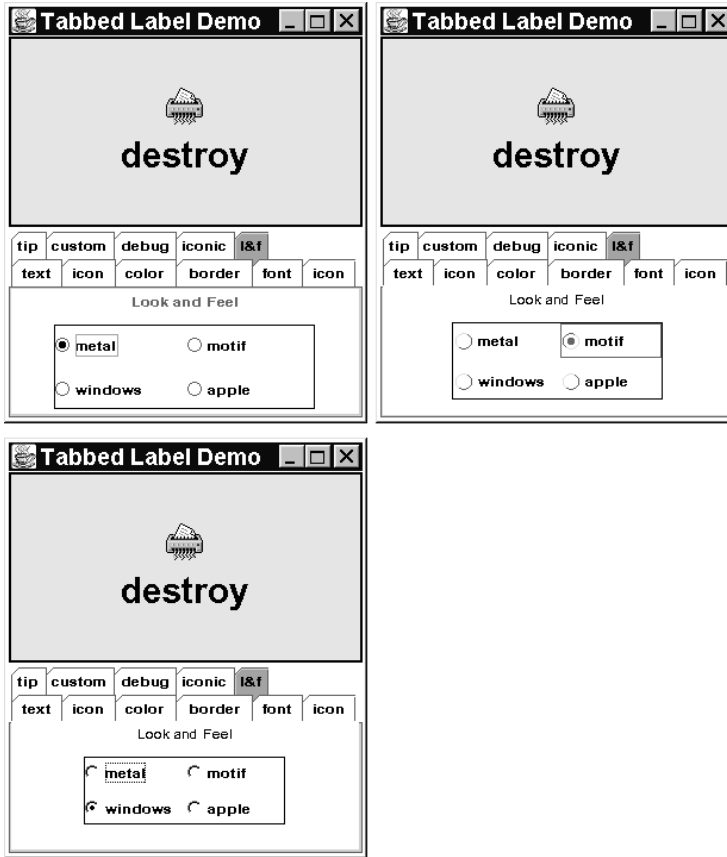 Tabbed Label Demo
destroy
tip custom debug iconic l&f
text icon color border font icon
Look and Feel
metal motif
windows apple
Tabbed Label Demo
destroy
tip custom debug iconic l&f
text icon color border font icon
Look and Feel
metal motif
windows apple
Tabbed Label Demo
destroy
tip custom debug iconic l&f
text icon color border font icon
Look and Feel
metal motif
windows apple